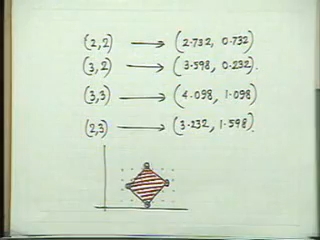 (2,2) → (2.732, 0.732)
(3,2) → (3.598, 0.232).
(3,3) → (4.098, 1.098)
(2,3) → (3.232, 1.598)